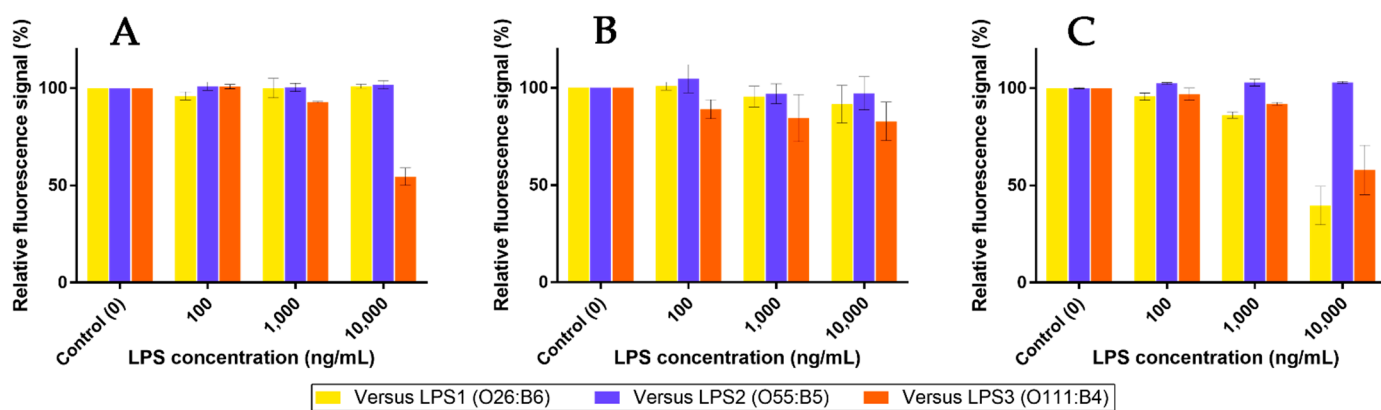 A
Relative fluorescence signal (%)
100
50
0
Control (0)
100
1,000
10,000
LPS concentration (ng/mL)
B
Relative fluorescence signal (%)
100
50
0
Control (0)
100
1,000
10,000
LPS concentration (ng/mL)
C
Relative fluorescence signal (%)
100
50
0
Control (0)
100
1,000
10,000
LPS concentration (ng/mL)
Versus LPS1 (O26:B6) Versus LPS2 (O55:B5) Versus LPS3 (O111:B4)